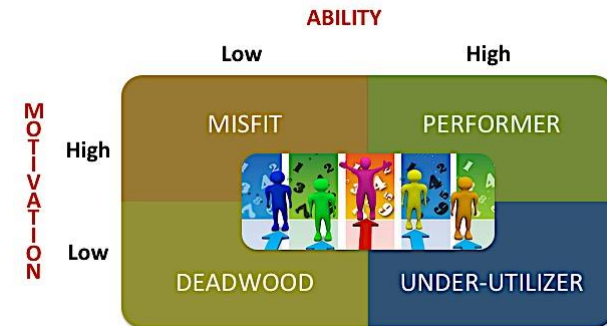 ABILITY
Low High
MOTIVATION
High
MISFIT PERFORMER
Low
DEADWOOD UNDER-UTILIZER